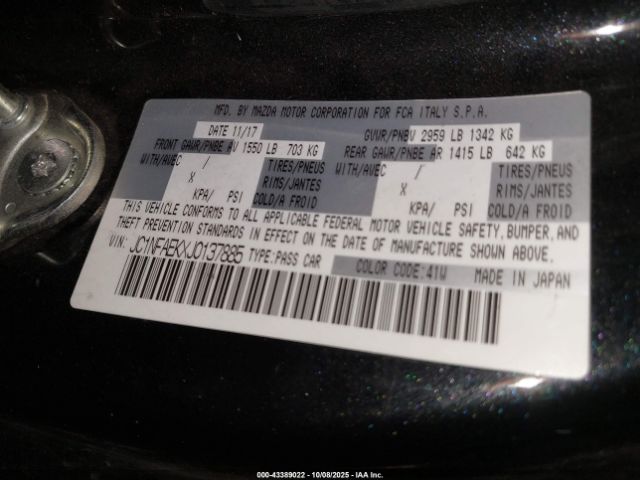 MFD. BY MAZDA MOTOR CORPORATION FOR FCA ITALY S.P.A.
DATE 11/17 GVWR/PNBV 2959 LB 1342 KG
FRONT GAWR/PNBE AV 1550 LB 703 KG REAR GAWR/PNBE AR 1415 LB 642 KG
WITH/AVEC / TIRES/PNEUS WITH/AVEC / TIRES/PNEUS
X RIMS/JANTES X RIMS/JANTES
KPA/ PSI COLD/A FROID KPA/ PSI COLD/A FROID
THIS VEHICLE CONFORMS TO ALL APPLICABLE FEDERAL MOTOR VEHICLE SAFETY, BUMPER, AND
THEFT PREVENTION STANDARDS IN EFFECT ON THE DATE OF MANUFACTURE SHOWN ABOVE.
VIN: JC1NFAEKXJ0137885 TYPE:PASS CAR COLOR CODE:41W MADE IN JAPAN
000-43389022 - 10/08/2025 - IAA Inc.